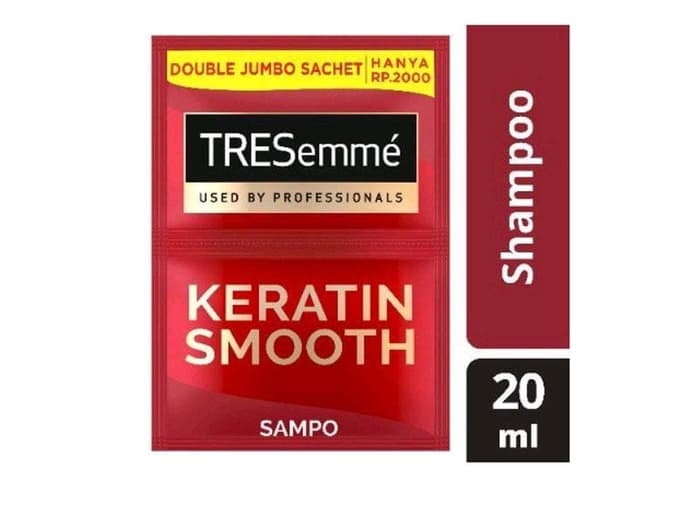 DOUBLE JUMBO SACHET
HANYA
RP.2000
TRESemmé
USED BY PROFESSIONALS
KERATIN
SMOOTH
SAMPO
Shampoo
20
ml